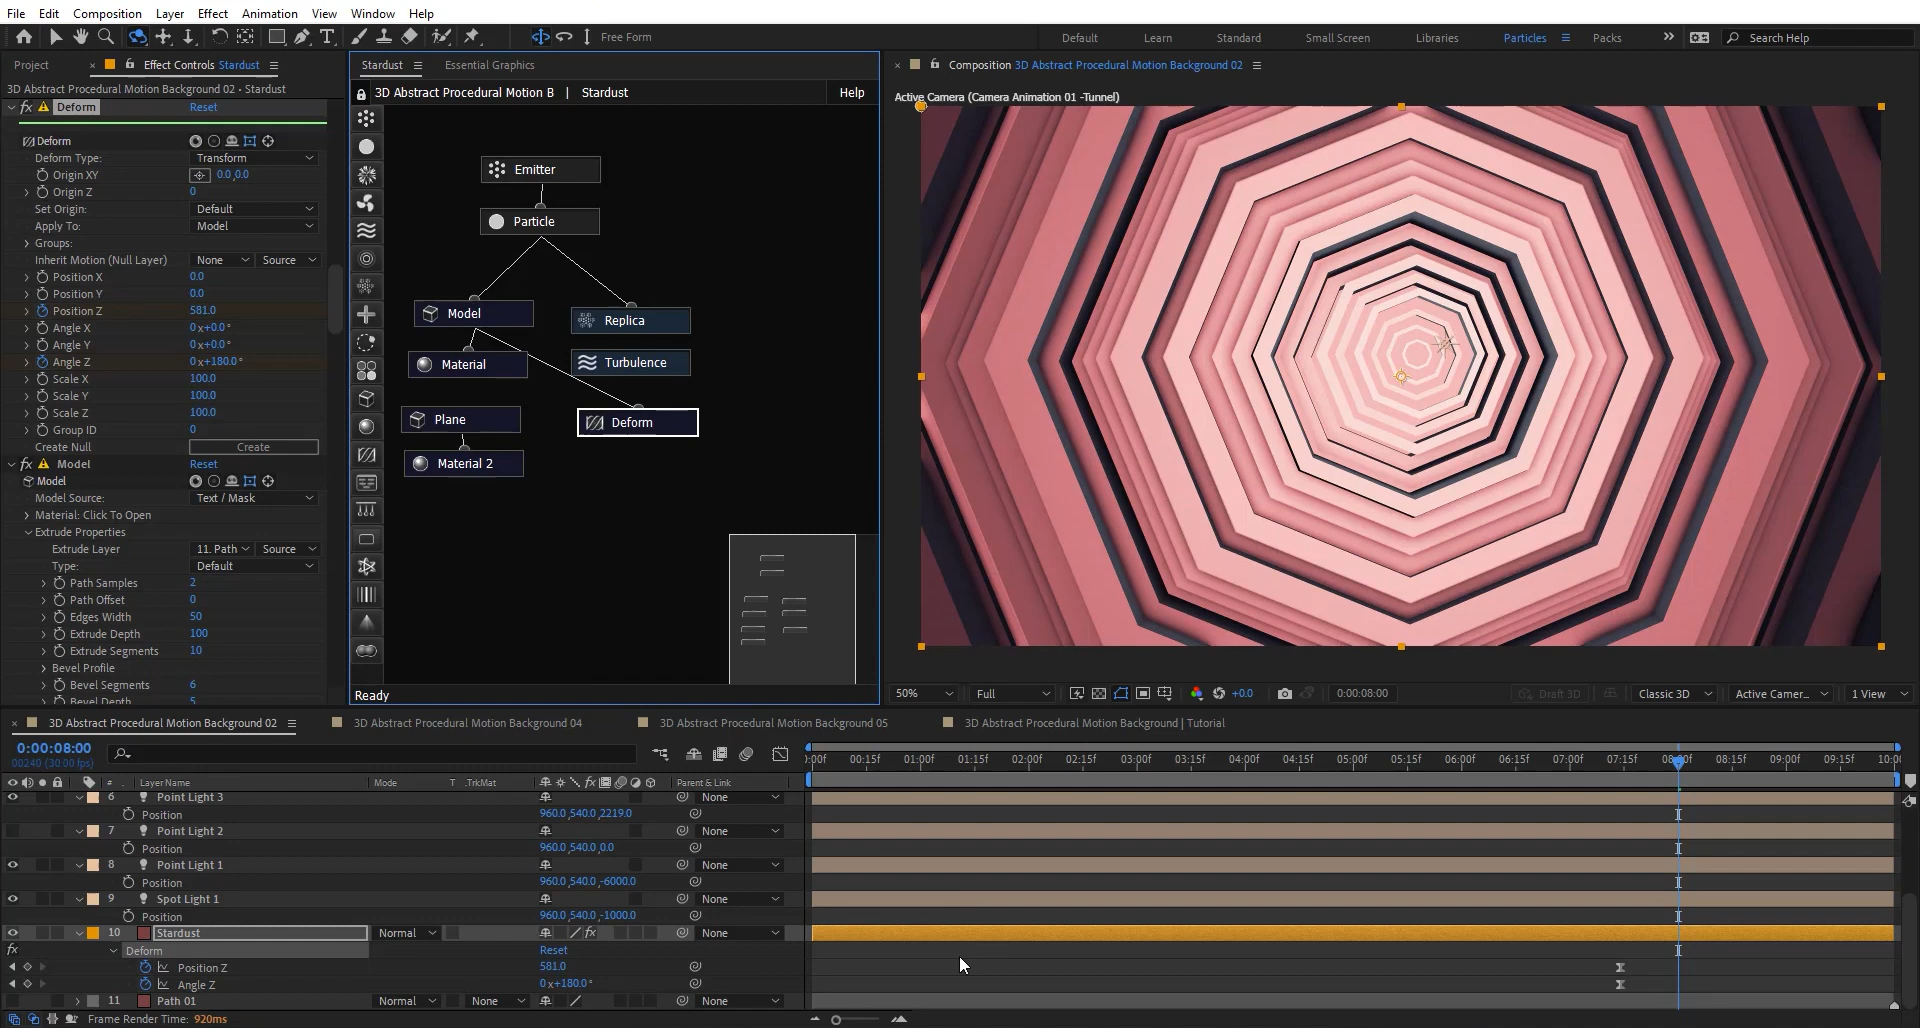 File Edit Composition Layer Effect Animation View Window Help
Free Form Default Learn Standard Small Screen Libraries Particles Packs Search Help
Project Effect Controls Stardust
3D Abstract Procedural Motion Background 02 • Stardust
Deform Reset
Deform
Deform Type: Transform
Origin XY 0.0,0.0
Origin Z 0
Set Origin: Default
Apply To: Model
Groups:
Inherit Motion (Null Layer) None Source
Position X 0.0
Position Y 0.0
Position Z 581.0
Angle X 0x+0.0°
Angle Y 0x+0.0°
Angle Z 0x+180.0°
Scale X 100.0
Scale Y 100.0
Scale Z 100.0
Group ID 0
Create Null Create
Model Reset
Model
Model Source: Text / Mask
Material: Click To Open
Extrude Properties
Extrude Layer 11. Path Source
Type: Default
Path Samples 2
Path Offset 0
Edges Width 50
Extrude Depth 100
Extrude Segments 10
Bevel Profile
Bevel Segments 6
Bevel Depth 5
Stardust Essential Graphics
3D Abstract Procedural Motion B | Stardust Help
Emitter
Particle
Model
Replica
Material
Turbulence
Plane
Deform
Material 2
Ready
Composition 3D Abstract Procedural Motion Background 02
Active Camera (Camera Animation 01 -Tunnel)
50% Full +0.0 0:00:08:00 Draft 3D Classic 3D Active Camer... 1 View
3D Abstract Procedural Motion Background 02 3D Abstract Procedural Motion Background 04 3D Abstract Procedural Motion Background 05 3D Abstract Procedural Motion Background | Tutorial
0:00:08:00
00240 (30.00 fps)
:00f 00:15f 01:00f 01:15f 02:00f 02:15f 03:00f 03:15f 04:00f 04:15f 05:00f 05:15f 06:00f 06:15f 07:00f 07:15f 08:00f 08:15f 09:00f 09:15f 10:00
# Layer Name Mode T .TrkMat Parent & Link
6 Point Light 3 None
Position 960.0,540.0,2219.0
7 Point Light 2 None
Position 960.0,540.0,0.0
8 Point Light 1 None
Position 960.0,540.0,-6000.0
9 Spot Light 1 None
Position 960.0,540.0,-1000.0
10 Stardust Normal None
Deform Reset
Position Z 581.0
Angle Z 0x+180.0°
11 Path 01 Normal None None
Frame Render Time: 920ms